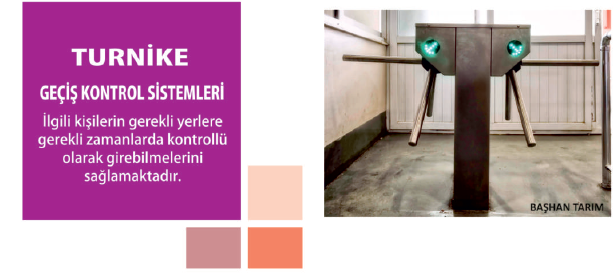 TURNİKE
GEÇİŞ KONTROL SİSTEMLERİ
İlgili kişilerin gerekli yerlere
gerekli zamanlarda kontrollü
olarak girebilmelerini
sağlamaktadır.
BAŞHAN TARIM